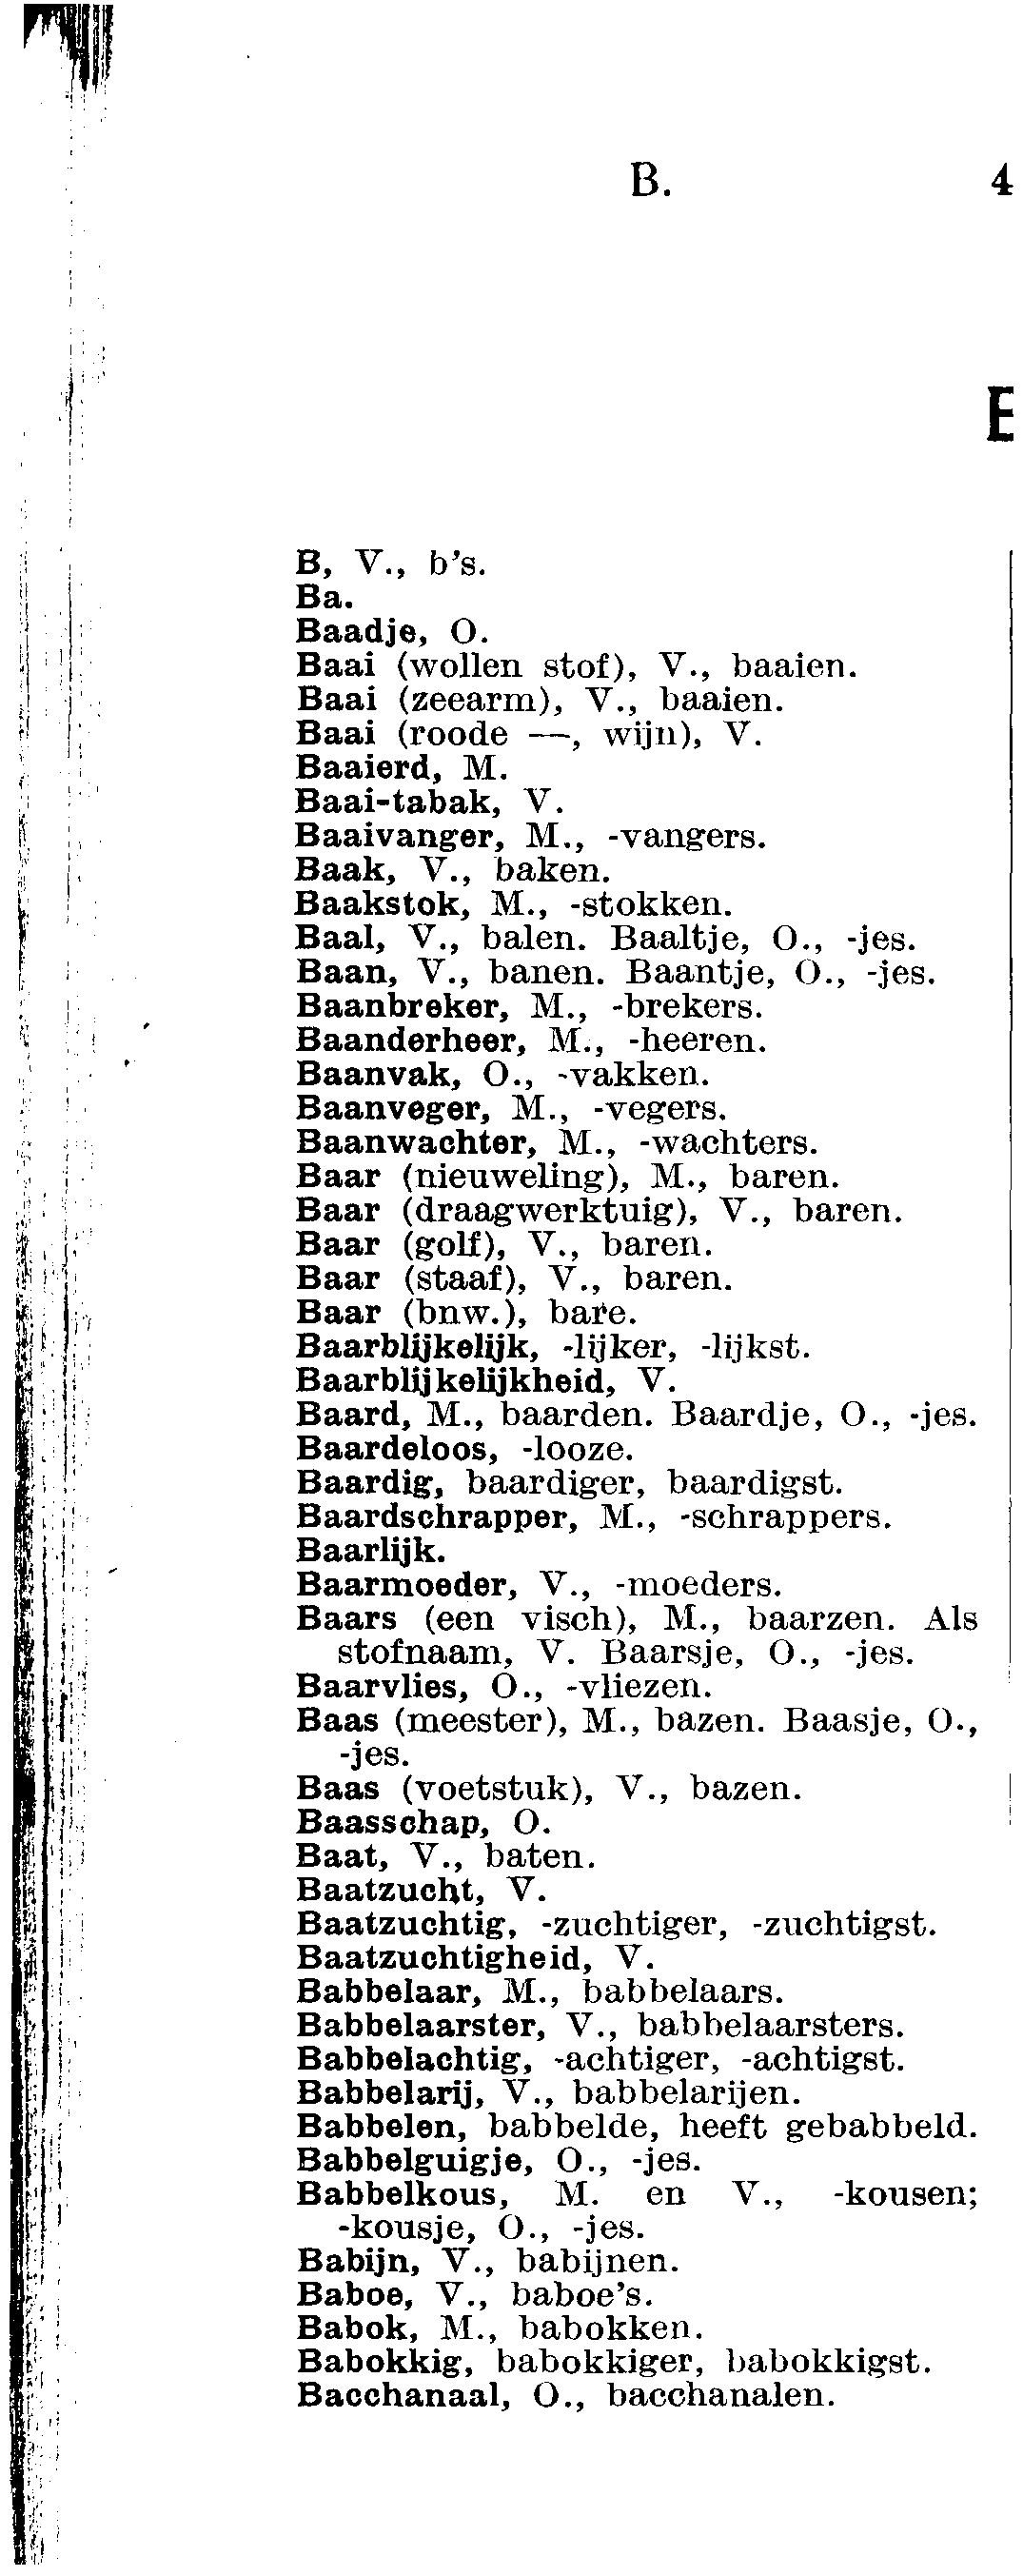 B. 4
B, V., b's.
Ba.
Baadje, O.
Baai (wollen stof), V., baaien.
Baai (zeearm), V., baaien.
Baai (roode —, wijn), V.
Baaierd, M.
Baai-tabak, V.
Baaivanger, M., -vangers.
Baak, V., baken.
Baakstok, M., -stokken.
Baal, V., balen. Baaltje, O., -jes.
Baan, V., banen. Baantje, O., -jes.
Baanbreker, M., -brekers.
Baanderheer, M., -heeren.
Baanvak, O., -vakken.
Baanveger, M., -vegers.
Baanwachter, M., -wachters.
Baar (nieuweling), M., baren.
Baar (draagwerktuig), V., baren.
Baar (golf), V., baren.
Baar (staaf), V., baren.
Baar (bnw.), bare.
Baarblijkelijk, -lijker, -lijkst.
Baarblijkelijkheid, V.
Baard, M., baarden. Baardje, O., -jes.
Baardeloos, -looze.
Baardig, baardiger, baardigst.
Baardschrapper, M., -schrappers.
Baarlijk.
Baarmoeder, V., -moeders.
Baars (een visch), M., baarzen. Als
stofnaam, V. Baarsje, O., -jes.
Baarvlies, O., -vliezen.
Baas (meester), M., bazen. Baasje, O.,
-jes.
Baas (voetstuk), V., bazen.
Baasschap, O.
Baat, V., baten.
Baatzucht, V.
Baatzuchtig, -zuchtiger, -zuchtigst.
Baatzuchtigheid, V.
Babbelaar, M., babbelaars.
Babbelaarster, V., babbelaarsters.
Babbelachtig, -achtiger, -achtigst.
Babbelarij, V., babbelarijen.
Babbelen, babbelde, heeft gebabbeld.
Babbelguigje, O., -jes.
Babbelkous, M. en V., -kousen;
-kousje, O., -jes.
Babijn, V., babijnen.
Baboe, V., baboe's.
Babok, M., babokken.
Babokkig, babokkiger, babokkigst.
Bacchanaal, O., bacchanalen.